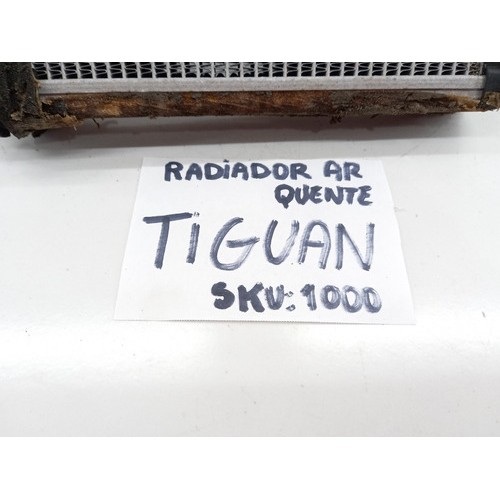 RADiADOR AR
QUENTE
TiGUAN
SKU:1000